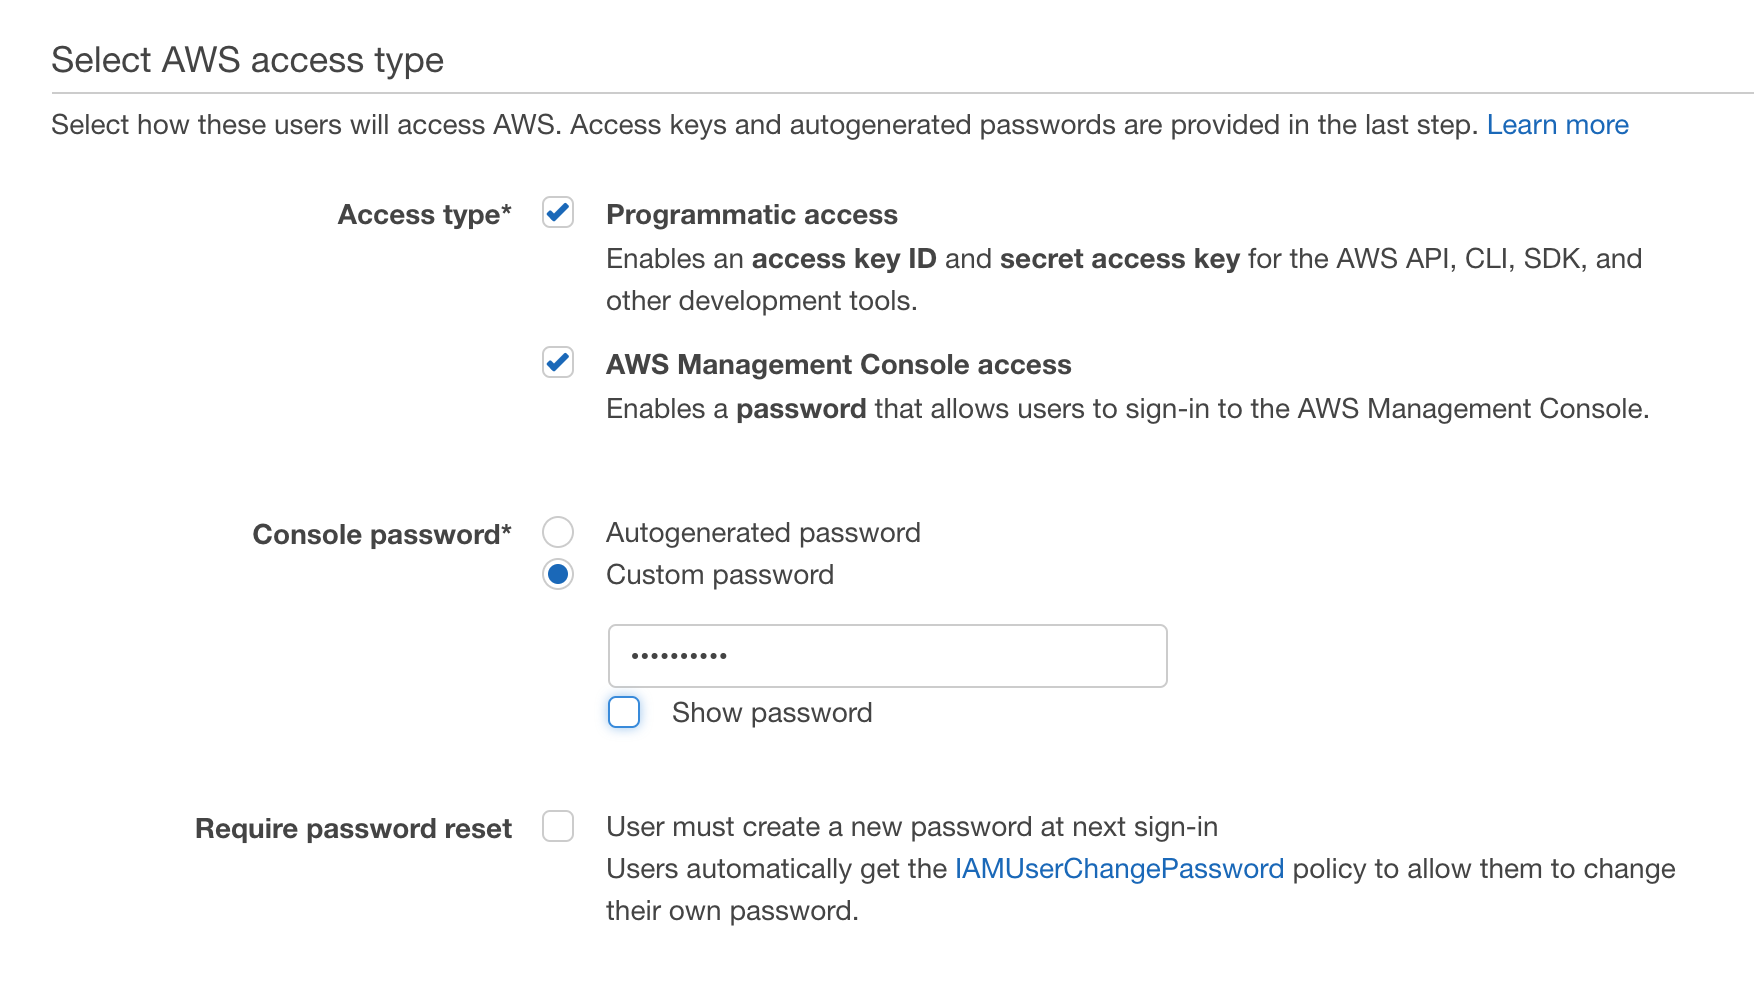 Select AWS access type
Select how these users will access AWS. Access keys and autogenerated passwords are provided in the last step. Learn more
Access type* Programmatic access
Enables an access key ID and secret access key for the AWS API, CLI, SDK, and
other development tools.
AWS Management Console access
Enables a password that allows users to sign-in to the AWS Management Console.
Console password* Autogenerated password
Custom password
••••••••••
Show password
Require password reset User must create a new password at next sign-in
Users automatically get the IAMUserChangePassword policy to allow them to change
their own password.